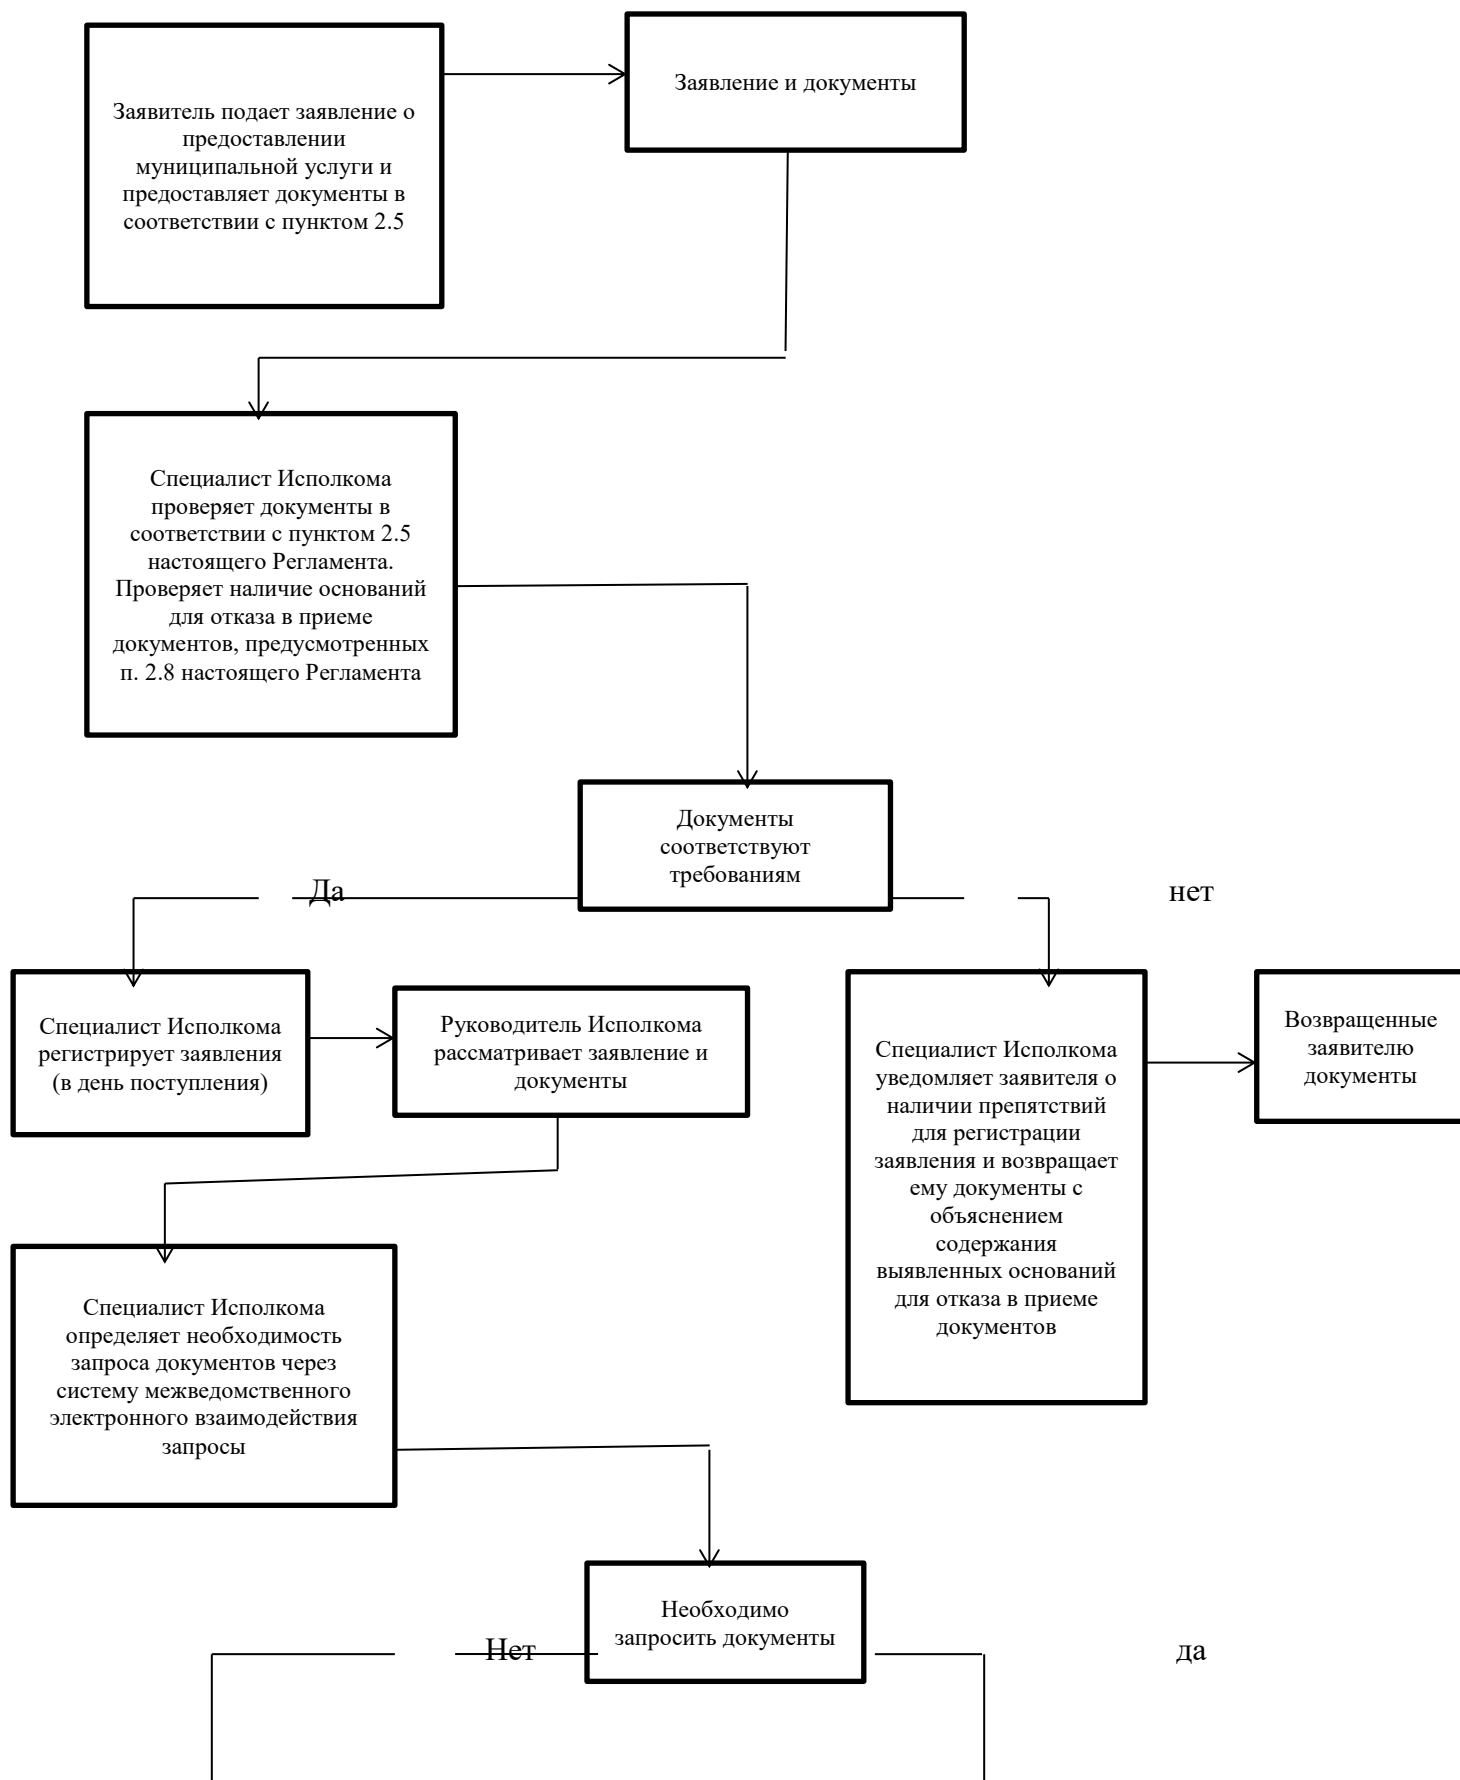 Заявитель подает заявление о
предоставлении
муниципальной услуги и
предоставляет документы в
соответствии с пунктом 2.5
Заявление и документы
Специалист Исполкома
проверяет документы в
соответствии с пунктом 2.5
настоящего Регламента.
Проверяет наличие оснований
для отказа в приеме
документов, предусмотренных
п. 2.8 настоящего Регламента
Документы
соответствуют
требованиям
Да
нет
Специалист Исполкома
регистрирует заявления
(в день поступления)
Руководитель Исполкома
рассматривает заявление и
документы
Специалист Исполкома
уведомляет заявителя о
наличии препятствий
для регистрации
заявления и возвращает
ему документы с
объяснением
содержания
выявленных оснований
для отказа в приеме
документов
Возвращенные
заявителю
документы
Специалист Исполкома
определяет необходимость
запроса документов через
систему межведомственного
электронного взаимодействия
запросы
Необходимо
запросить документы
Нет
да